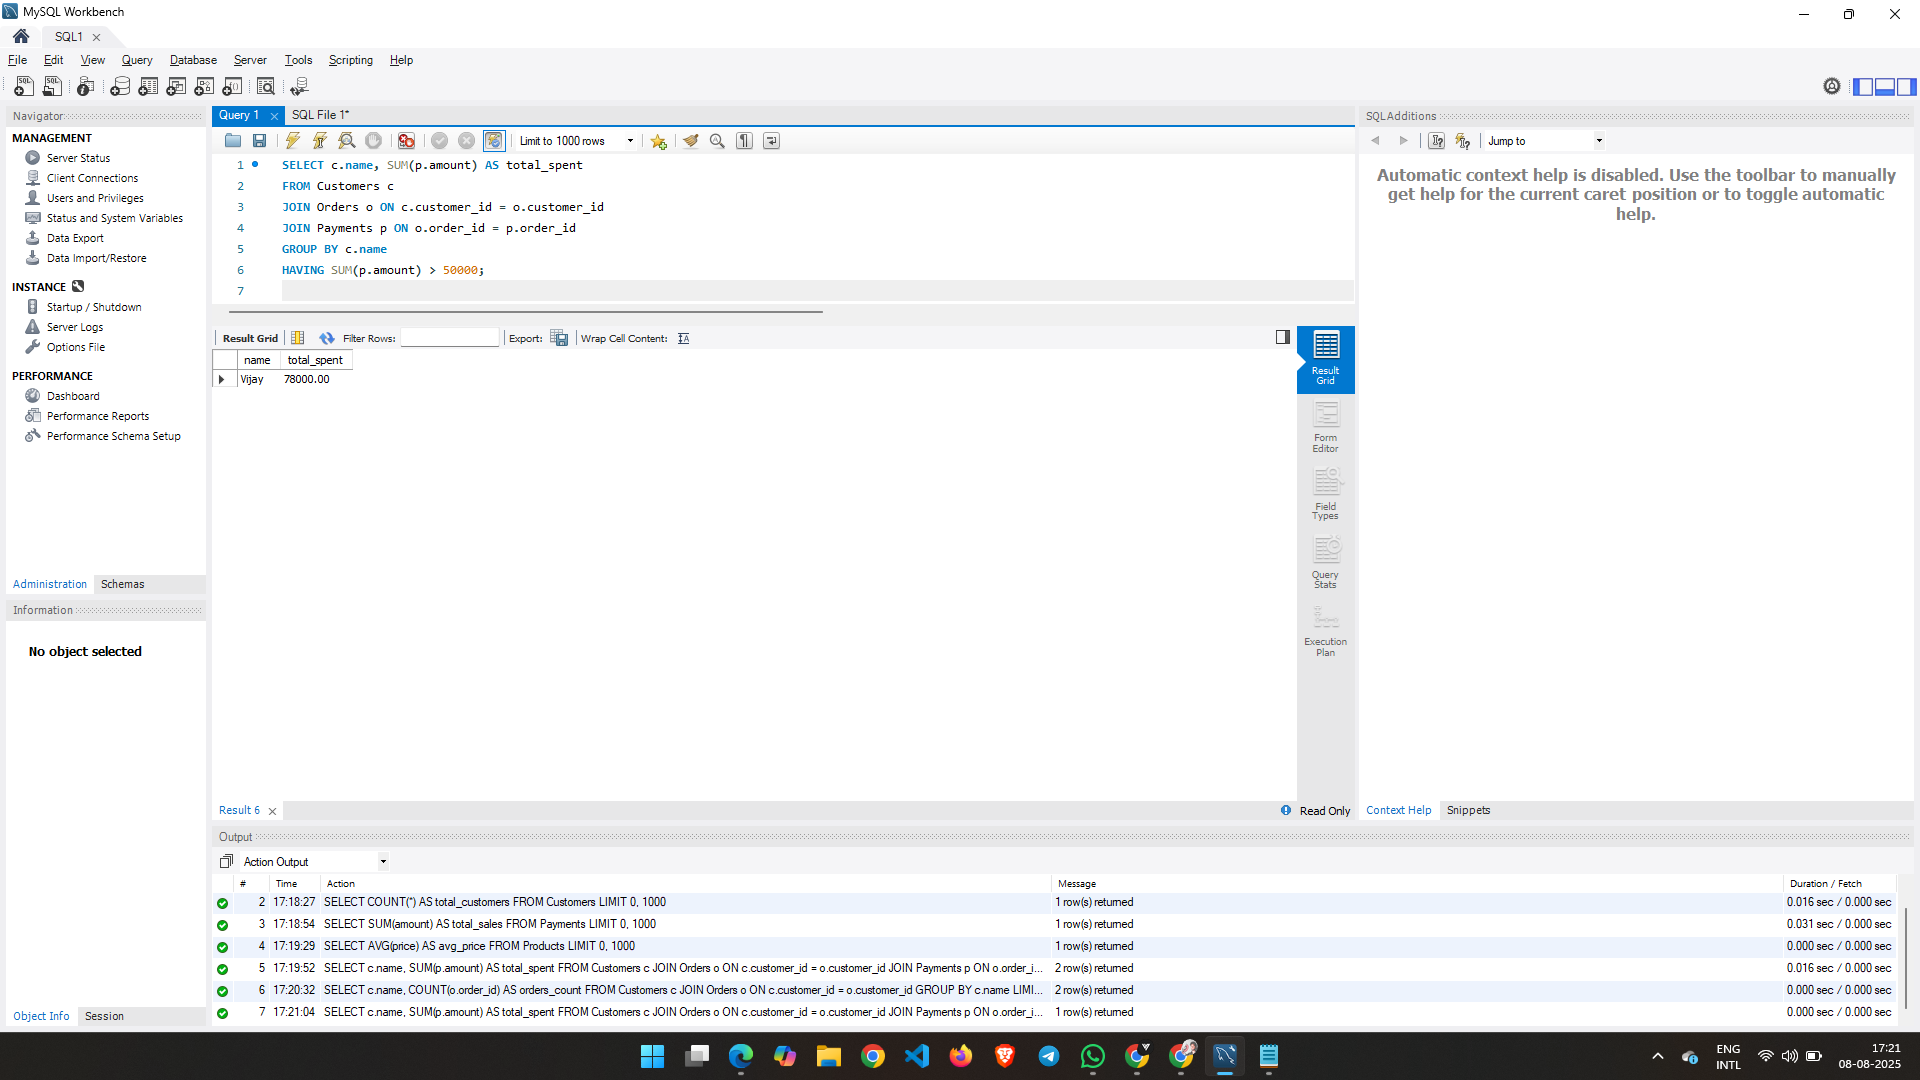 MySQL Workbench
SQL1
File Edit View Query Database Server Tools Scripting Help
Navigator
MANAGEMENT
Server Status
Client Connections
Users and Privileges
Status and System Variables
Data Export
Data Import/Restore
INSTANCE
Startup / Shutdown
Server Logs
Options File
PERFORMANCE
Dashboard
Performance Reports
Performance Schema Setup
Administration Schemas
Information
No object selected
Object Info Session
Query 1 SQL File 1*
Limit to 1000 rows
1 SELECT c.name, SUM(p.amount) AS total_spent
2 FROM Customers c
3 JOIN Orders o ON c.customer_id = o.customer_id
4 JOIN Payments p ON o.order_id = p.order_id
5 GROUP BY c.name
6 HAVING SUM(p.amount) > 50000;
7
Result Grid Filter Rows: Export: Wrap Cell Content:
name total_spent
Vijay 78000.00
Result Grid
Form Editor
Field Types
Query Stats
Execution Plan
Result 6 Read Only
SQLAdditions
Jump to
Automatic context help is disabled. Use the toolbar to manually
get help for the current caret position or to toggle automatic
help.
Context Help Snippets
Output
Action Output
# Time Action Message Duration / Fetch
2 17:18:27 SELECT COUNT(*) AS total_customers FROM Customers LIMIT 0, 1000 1 row(s) returned 0.016 sec / 0.000 sec
3 17:18:54 SELECT SUM(amount) AS total_sales FROM Payments LIMIT 0, 1000 1 row(s) returned 0.031 sec / 0.000 sec
4 17:19:29 SELECT AVG(price) AS avg_price FROM Products LIMIT 0, 1000 1 row(s) returned 0.000 sec / 0.000 sec
5 17:19:52 SELECT c.name, SUM(p.amount) AS total_spent FROM Customers c JOIN Orders o ON c.customer_id = o.customer_id JOIN Payments p ON o.order_i... 2 row(s) returned 0.016 sec / 0.000 sec
6 17:20:32 SELECT c.name, COUNT(o.order_id) AS orders_count FROM Customers c JOIN Orders o ON c.customer_id = o.customer_id GROUP BY c.name LIMI... 2 row(s) returned 0.000 sec / 0.000 sec
7 17:21:04 SELECT c.name, SUM(p.amount) AS total_spent FROM Customers c JOIN Orders o ON c.customer_id = o.customer_id JOIN Payments p ON o.order_i... 1 row(s) returned 0.000 sec / 0.000 sec
ENG
INTL
17:21
08-08-2025